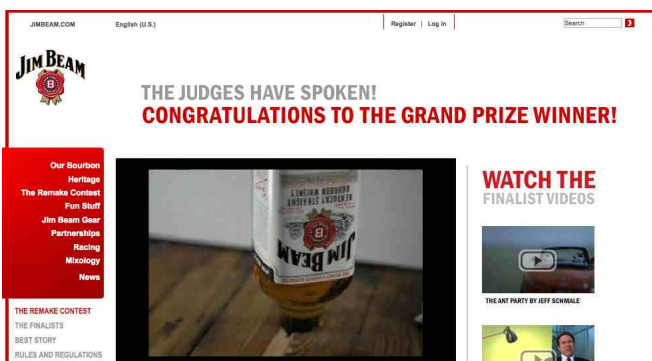 JIMBEAM.COM
English (U.S.)
Register | Log In
Search
JIM BEAM
B
THE JUDGES HAVE SPOKEN!
CONGRATULATIONS TO THE GRAND PRIZE WINNER!
Our Bourbon
Heritage
The Remake Contest
Fun Stuff
Jim Beam Gear
Partnerships
Racing
Mixology
News
THE REMAKE CONTEST
THE FINALISTS
BEST STORY
RULES AND REGULATIONS
JIM BEAM
B
KENTUCKY STRAIGHT
BOURBON WHISKEY
WATCH THE
FINALIST VIDEOS
THE ANT PARTY BY JEFF SCHMALE